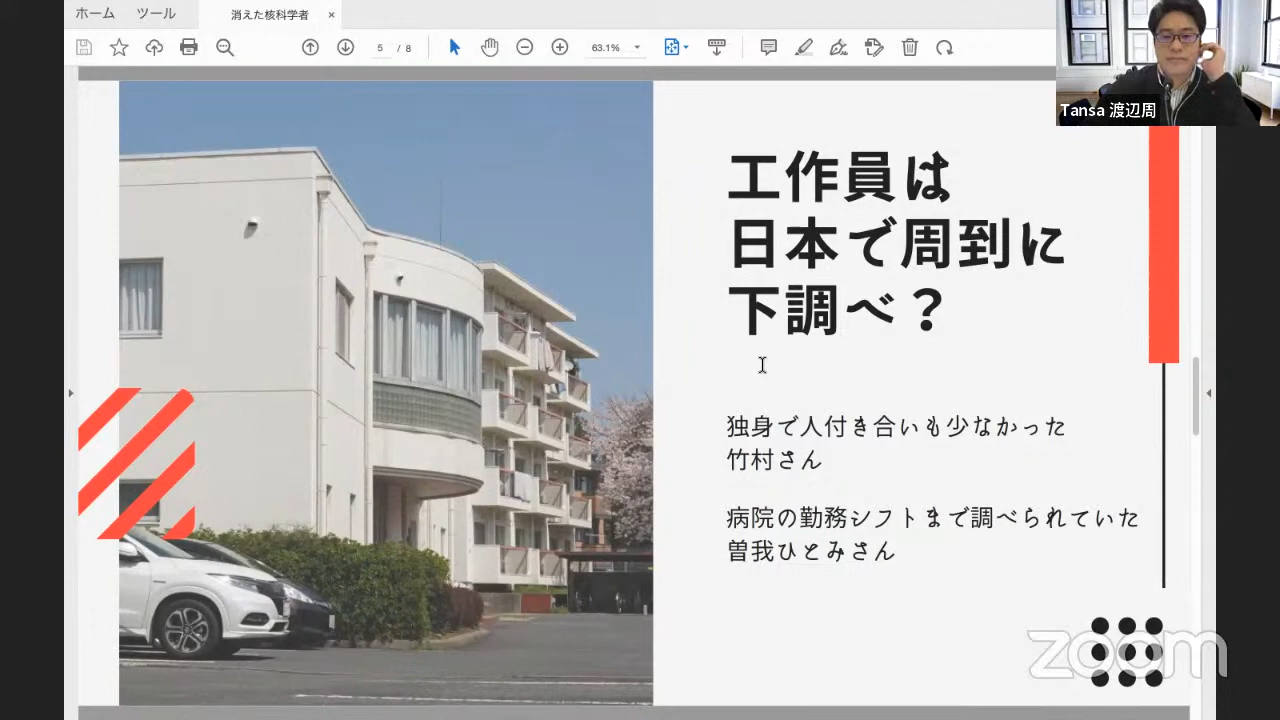 ホーム ツール 消えた核科学者 ×
5 / 8 63.1%
Tansa 渡辺周
工作員は
日本で周到に
下調べ？
独身で人付き合いも少なかった
竹村さん
病院の勤務シフトまで調べられていた
曽我ひとみさん
zoom